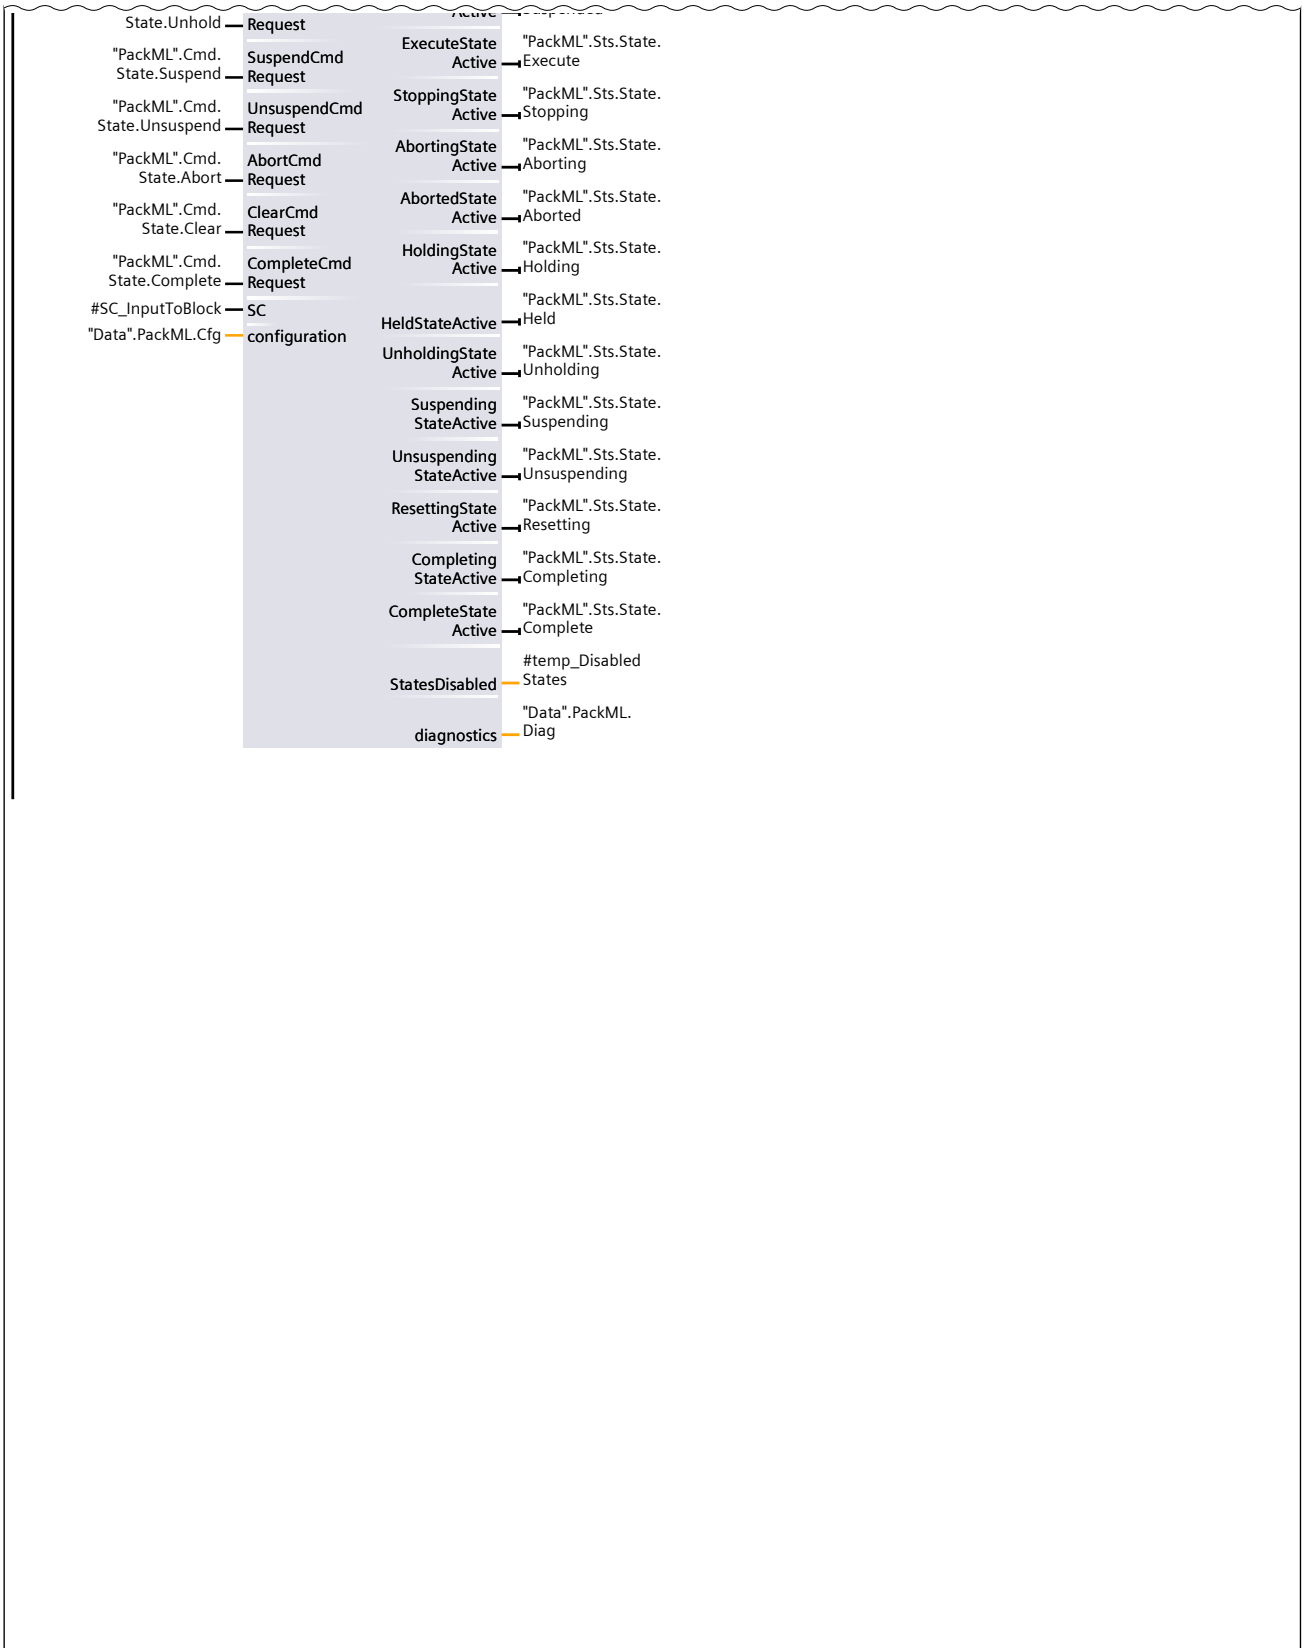 State.Unhold
Request
"PackML".Cmd.
State.Suspend
SuspendCmd
Request
"PackML".Cmd.
State.Unsuspend
UnsuspendCmd
Request
"PackML".Cmd.
State.Abort
AbortCmd
Request
"PackML".Cmd.
State.Clear
ClearCmd
Request
"PackML".Cmd.
State.Complete
CompleteCmd
Request
#SC_InputToBlock
SC
"Data".PackML.Cfg
configuration
ExecuteState
Active
"PackML".Sts.State.
Execute
StoppingState
Active
"PackML".Sts.State.
Stopping
AbortingState
Active
"PackML".Sts.State.
Aborting
AbortedState
Active
"PackML".Sts.State.
Aborted
HoldingState
Active
"PackML".Sts.State.
Holding
HeldStateActive
"PackML".Sts.State.
Held
UnholdingState
Active
"PackML".Sts.State.
Unholding
Suspending
StateActive
"PackML".Sts.State.
Suspending
Unsuspending
StateActive
"PackML".Sts.State.
Unsuspending
ResettingState
Active
"PackML".Sts.State.
Resetting
Completing
StateActive
"PackML".Sts.State.
Completing
CompleteState
Active
"PackML".Sts.State.
Complete
StatesDisabled
#temp_Disabled
States
diagnostics
"Data".PackML.
Diag